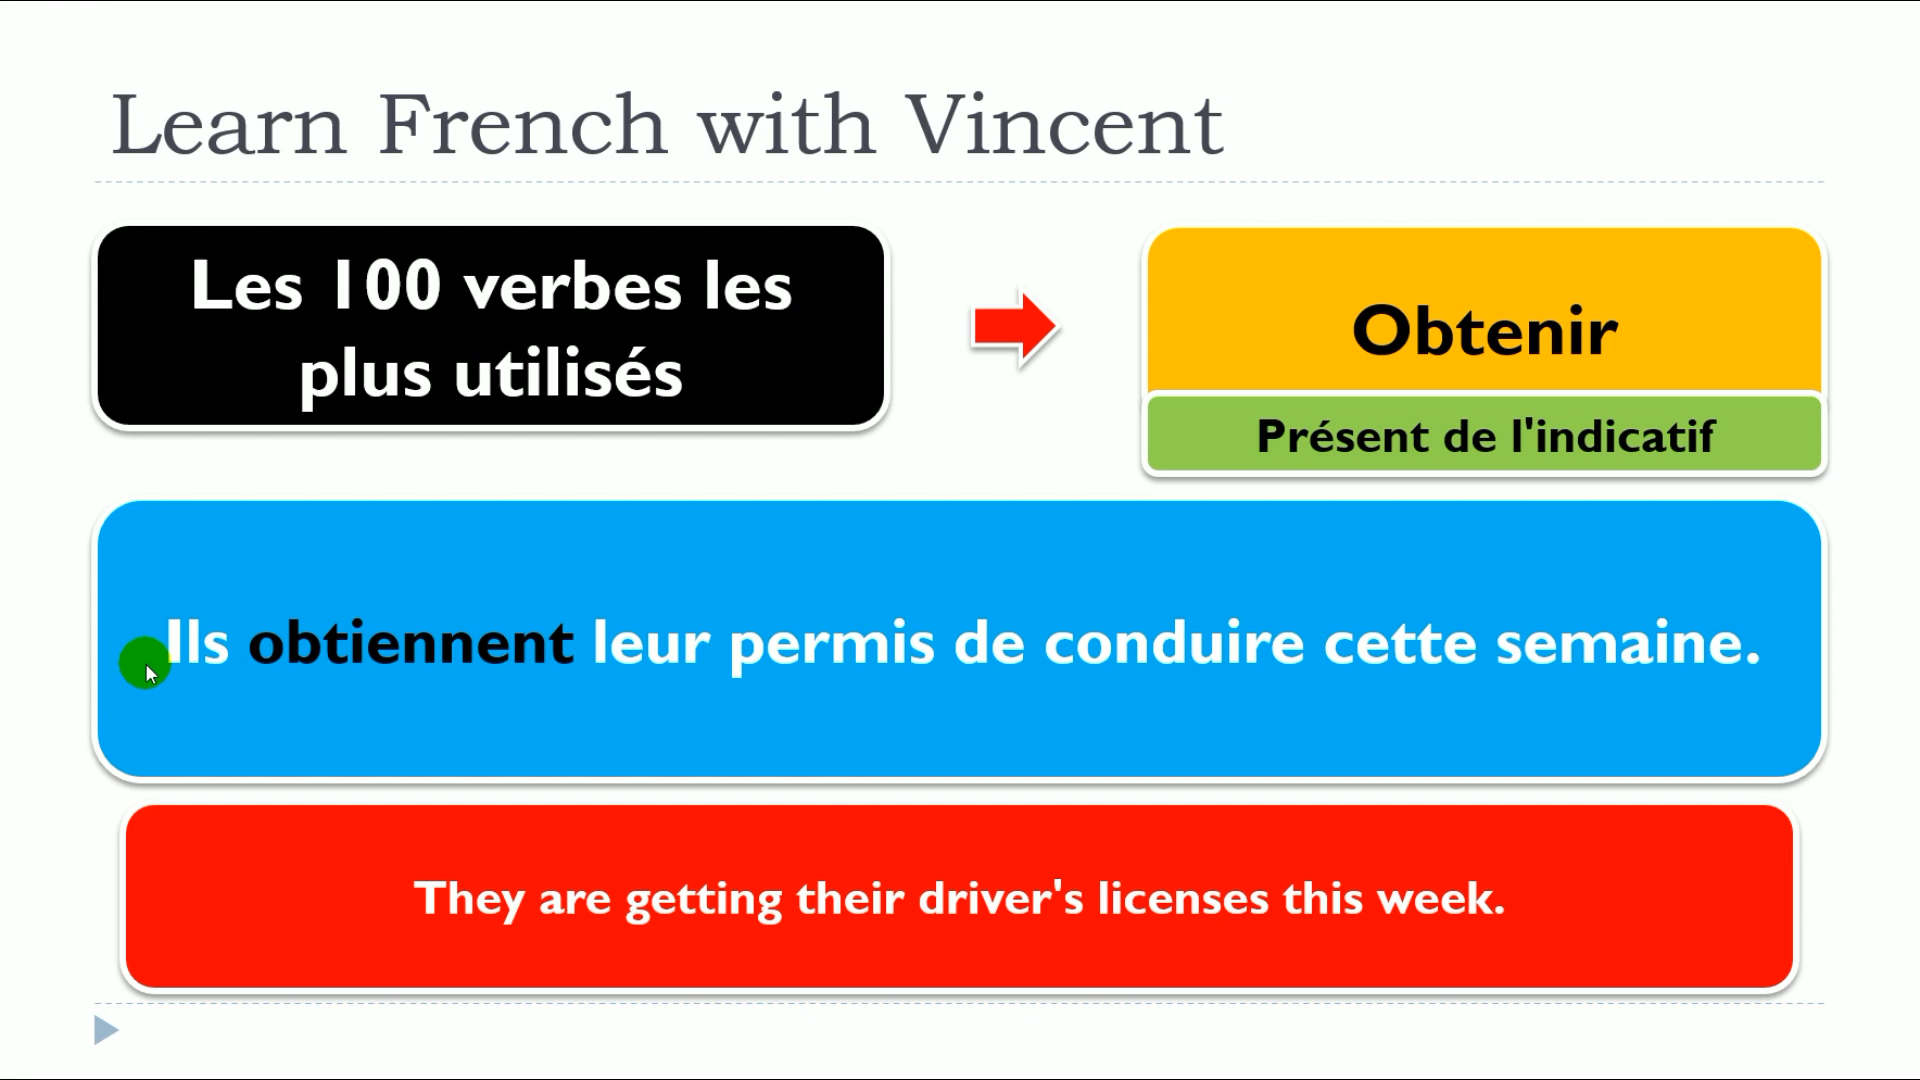 Learn French with Vincent
Les 100 verbes les
plus utilisés
Obtenir
Présent de l'indicatif
Ils obtiennent leur permis de conduire cette semaine.
They are getting their driver's licenses this week.